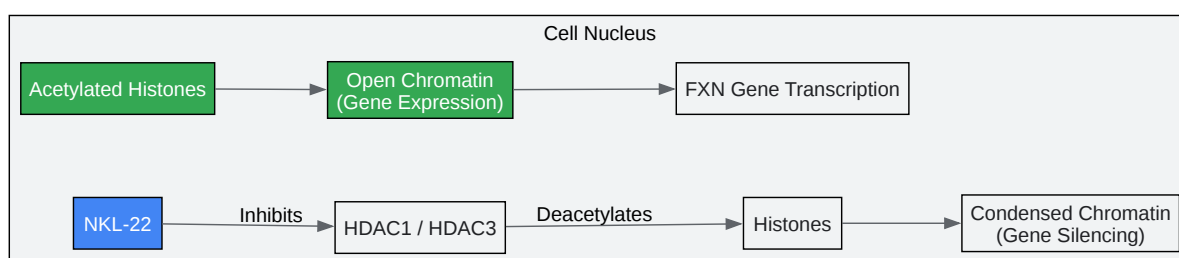 Cell Nucleus
Acetylated Histones
Open Chromatin
(Gene Expression)
FXN Gene Transcription
NKL-22
Inhibits
HDAC1 / HDAC3
Deacetylates
Histones
Condensed Chromatin
(Gene Silencing)